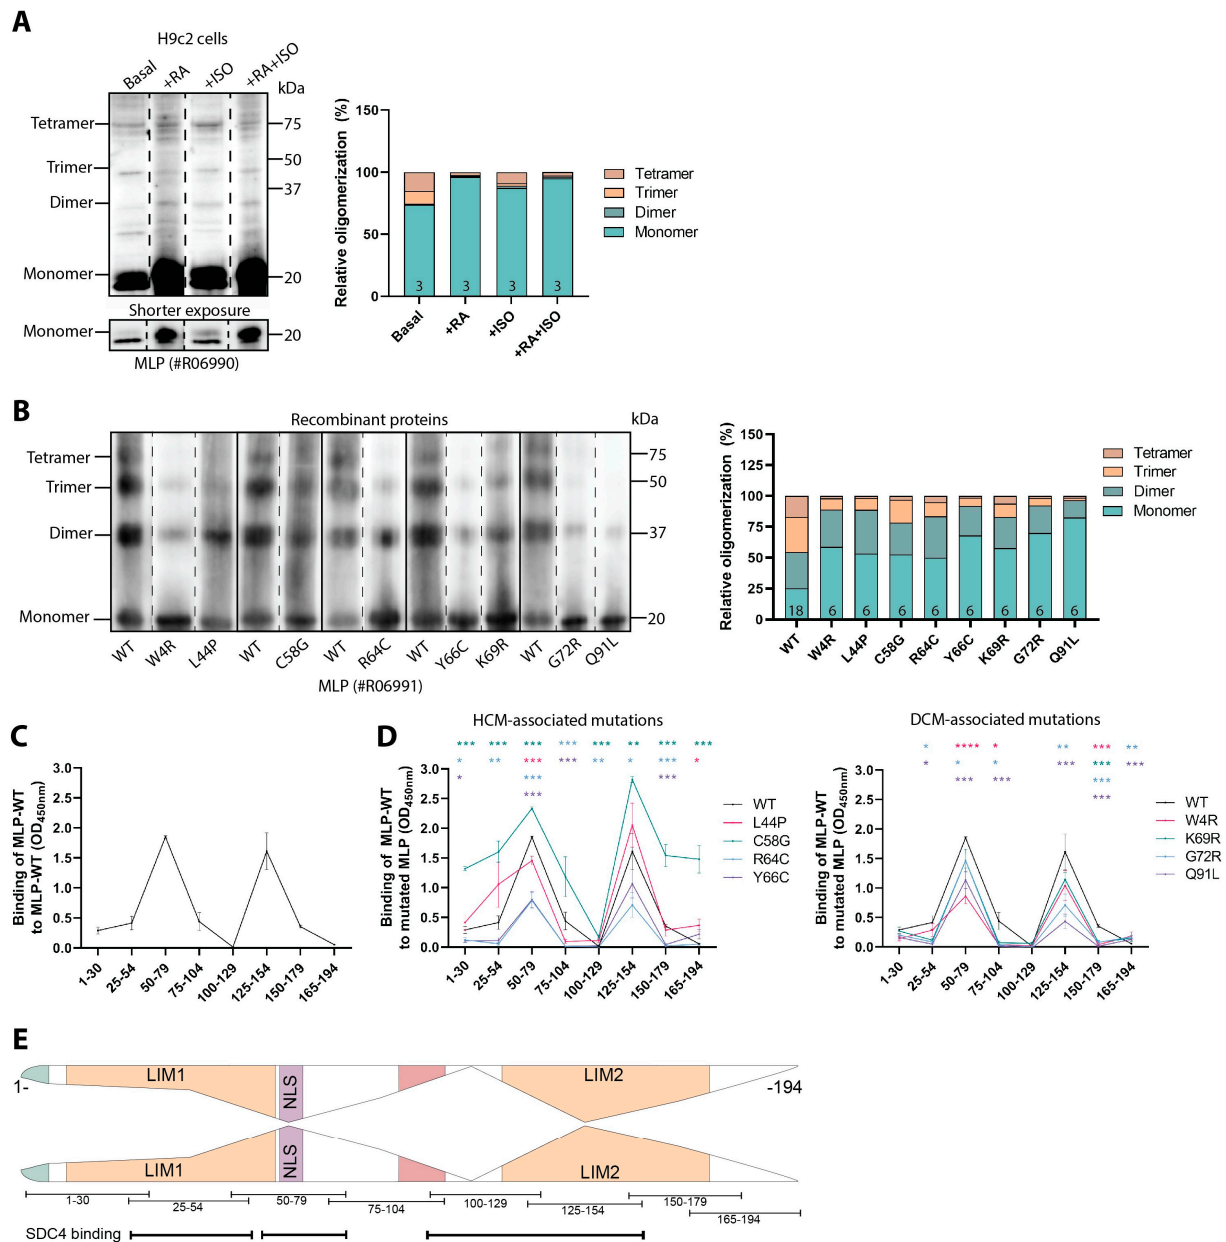 A
H9c2 cells
Basal
+RA
+ISO
+RA+ISO
kDa
Tetramer
75
Trimer
50
37
Dimer
Monomer
20
Shorter exposure
Monomer
20
MLP (#R06990)
Relative oligomerization (%)
150
100
50
0
3
3
3
3
Basal
+RA
+ISO
+RA+ISO
Tetramer
Trimer
Dimer
Monomer
B
Recombinant proteins
kDa
Tetramer
75
Trimer
50
Dimer
37
Monomer
20
WT
W4R
L44P
WT
C58G
WT
R64C
WT
Y66C
K69R
WT
G72R
Q91L
MLP (#R06991)
Relative oligomerization (%)
150
125
100
75
50
25
0
18
6
6
6
6
6
6
6
6
WT
W4R
L44P
C58G
R64C
Y66C
K69R
G72R
Q91L
Tetramer
Trimer
Dimer
Monomer
C
Binding of MLP-WT
to MLP-WT (OD450nm)
3.0
2.5
2.0
1.5
1.0
0.5
0.0
1-30
25-54
50-79
75-104
100-129
125-154
150-179
165-194
D
HCM-associated mutations
*** *** *** *** *** ** *** ***
* ** *** *** ** * *** *
* *** ***
***
Binding of MLP-WT
to mutated MLP (OD450nm)
3.0
2.5
2.0
1.5
1.0
0.5
0.0
1-30
25-54
50-79
75-104
100-129
125-154
150-179
165-194
WT
L44P
C58G
R64C
Y66C
DCM-associated mutations
* **** * ** *** **
* * * *** *** ***
*** *** ***
***
Binding of MLP-WT
to mutated MLP (OD450nm)
3.0
2.5
2.0
1.5
1.0
0.5
0.0
1-30
25-54
50-79
75-104
100-129
125-154
150-179
165-194
WT
W4R
K69R
G72R
Q91L
E
1-
LIM1
NLS
LIM2
-194
LIM1
NLS
LIM2
1-30
25-54
50-79
75-104
100-129
125-154
150-179
165-194
SDC4 binding